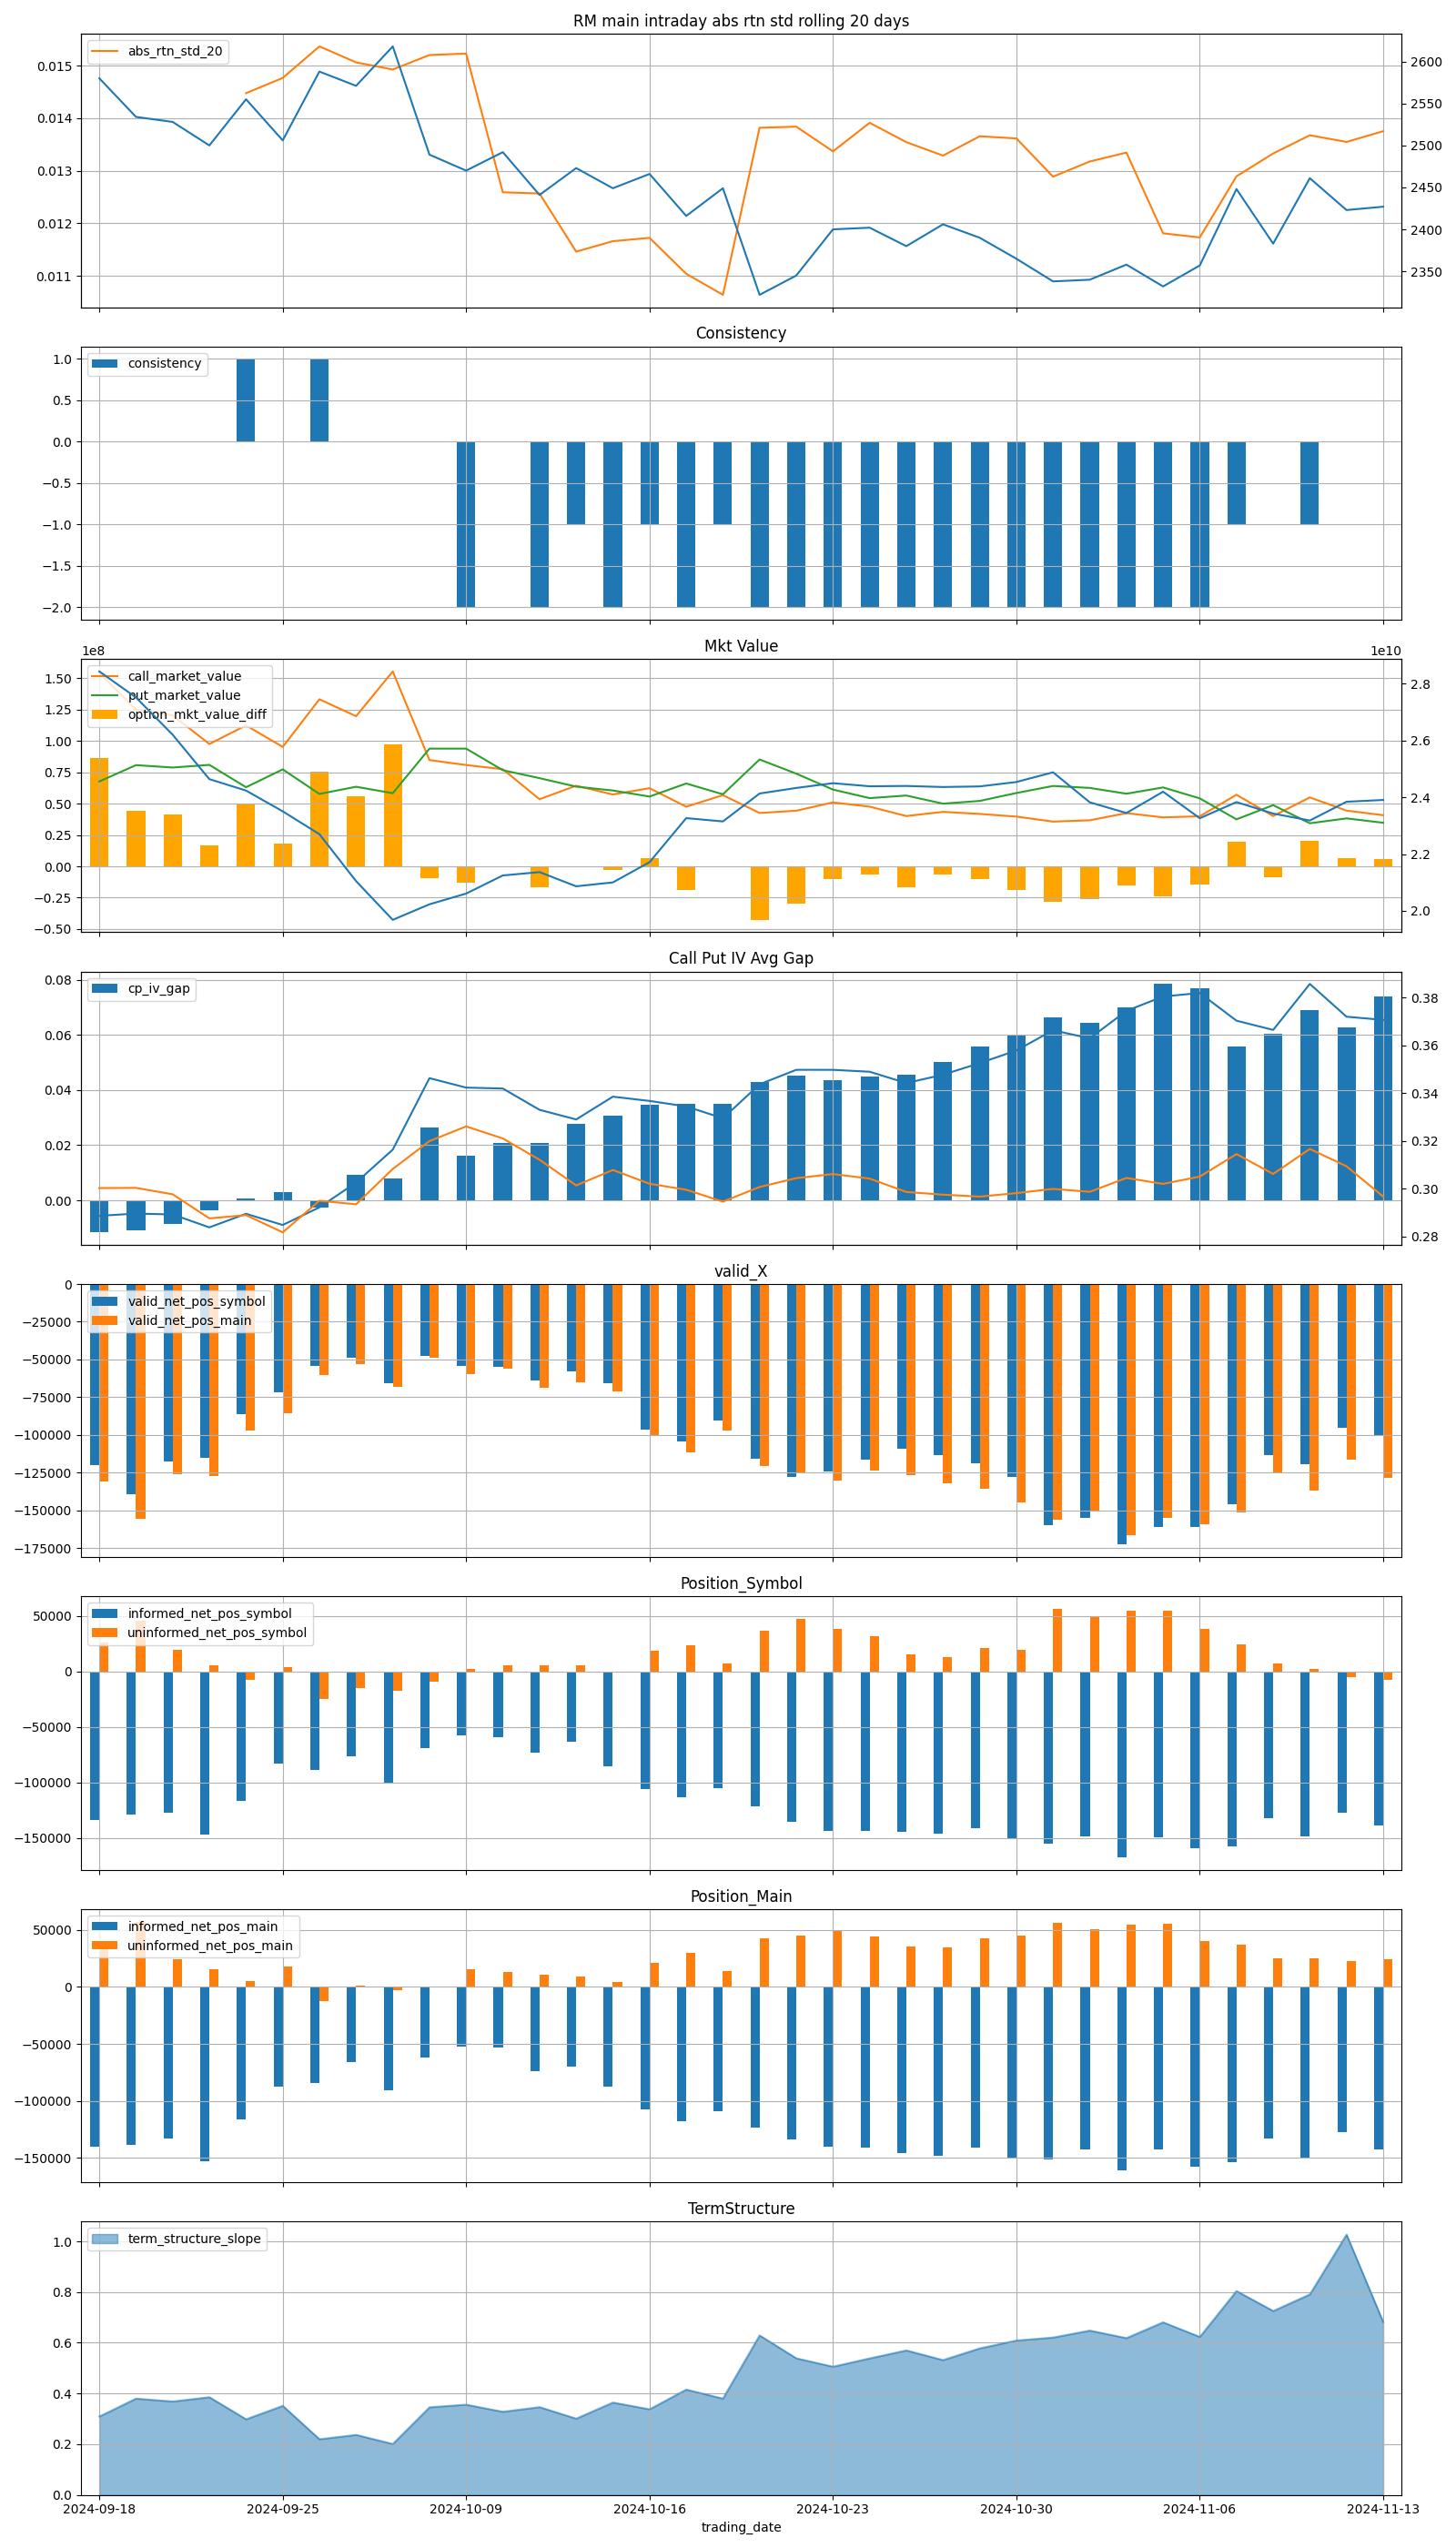 RM main intraday abs rtn std rolling 20 days
abs_rtn_std_20
0.015
0.014
0.013
0.012
0.011
2600
2550
2500
2450
2400
2350
Consistency
consistency
1.0
0.5
0.0
−0.5
−1.0
−1.5
−2.0
Mkt Value
1e8
1e10
call_market_value
put_market_value
option_mkt_value_diff
1.50
1.25
1.00
0.75
0.50
0.25
0.00
−0.25
−0.50
2.8
2.6
2.4
2.2
2.0
Call Put IV Avg Gap
cp_iv_gap
0.08
0.06
0.04
0.02
0.00
0.38
0.36
0.34
0.32
0.30
0.28
valid_X
valid_net_pos_symbol
valid_net_pos_main
0
−25000
−50000
−75000
−100000
−125000
−150000
−175000
Position_Symbol
informed_net_pos_symbol
uninformed_net_pos_symbol
50000
0
−50000
−100000
−150000
Position_Main
informed_net_pos_main
uninformed_net_pos_main
50000
0
−50000
−100000
−150000
TermStructure
term_structure_slope
1.0
0.8
0.6
0.4
0.2
0.0
2024-09-18 2024-09-25 2024-10-09 2024-10-16 2024-10-23 2024-10-30 2024-11-06 2024-11-13
trading_date